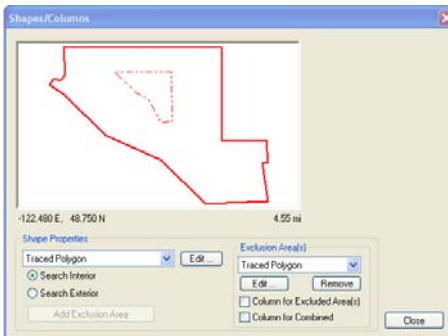 Shapes/Columns
-122.480 E, 48.750 N 4.55 mi
Shape Properties
Traced Polygon Edit ...
Search Interior
Search Exterior
Add Exclusion Area
Exclusion Area(s)
Traced Polygon
Edit ... Remove
Column for Excluded Area(s)
Column for Combined
Close